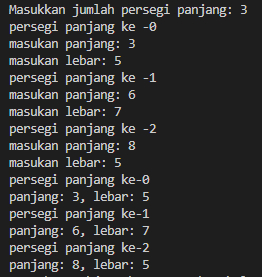 Masukkan jumlah persegi panjang: 3
persegi panjang ke -0
masukan panjang: 3
masukan lebar: 5
persegi panjang ke -1
masukan panjang: 6
masukan lebar: 7
persegi panjang ke -2
masukan panjang: 8
masukan lebar: 5
persegi panjang ke-0
panjang: 3, lebar: 5
persegi panjang ke-1
panjang: 6, lebar: 7
persegi panjang ke-2
panjang: 8, lebar: 5